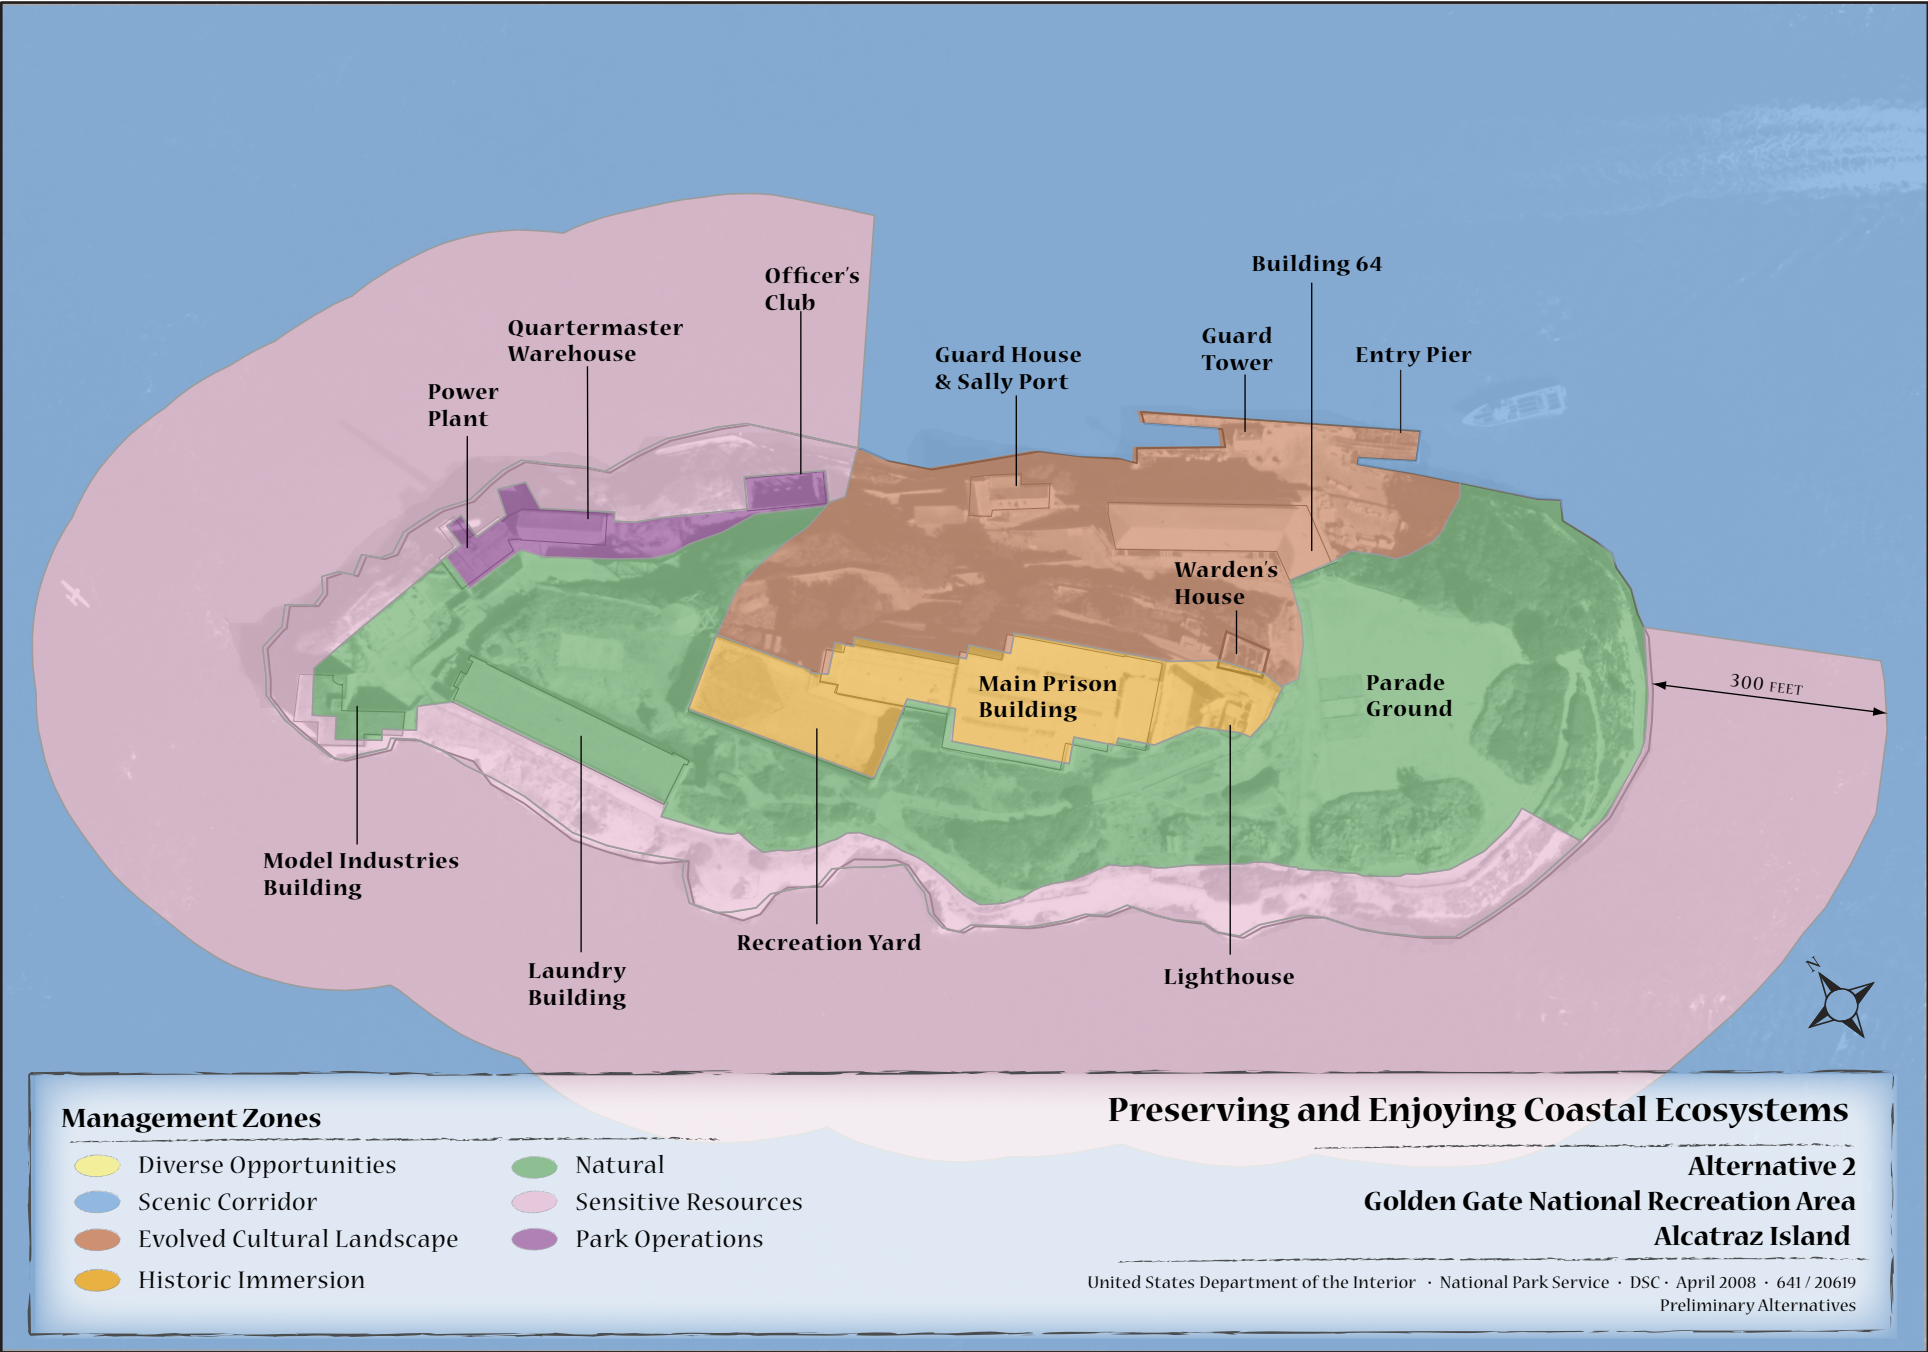 Building 64
Officer's
Club
Quartermaster
Warehouse
Guard
Tower
Guard House
& Sally Port
Entry Pier
Power
Plant
Warden's
House
Main Prison
Building
Parade
Ground
300 FEET
Model Industries
Building
Recreation Yard
Laundry
Building
Lighthouse
N
Management Zones
Diverse Opportunities
Scenic Corridor
Evolved Cultural Landscape
Historic Immersion
Natural
Sensitive Resources
Park Operations
Preserving and Enjoying Coastal Ecosystems
Alternative 2
Golden Gate National Recreation Area
Alcatraz Island
United States Department of the Interior · National Park Service · DSC · April 2008 · 641 / 20619
Preliminary Alternatives